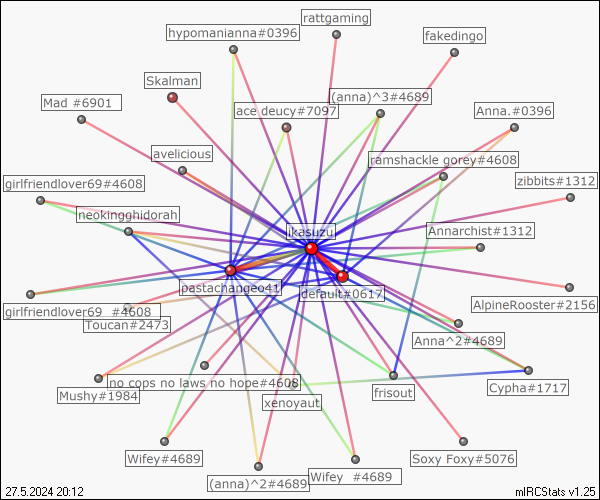 rattgaming
hypomanianna#0396
fakedingo
Skalman
Mad #6901
(anna)^3#4689
ace deucy#7097
Anna.#0396
avelicious
ramshackle gorey#4608
girlfriendlover69#4608
zibbits#1312
neokingghidorah
ikasuzu
Annarchist#1312
pastachangeo41
default#0617
girlfriendlover69 #4608
AlpineRooster#2156
Toucan#2473
Anna^2#4689
no cops no laws no hope#4608
Cypha#1717
Mushy#1984
frisout
xenoyaut
Wifey#4689
Soxy Foxy#5076
Wifey #4689
(anna)^2#4689
27.5.2024 20:12
mIRCStats v1.25